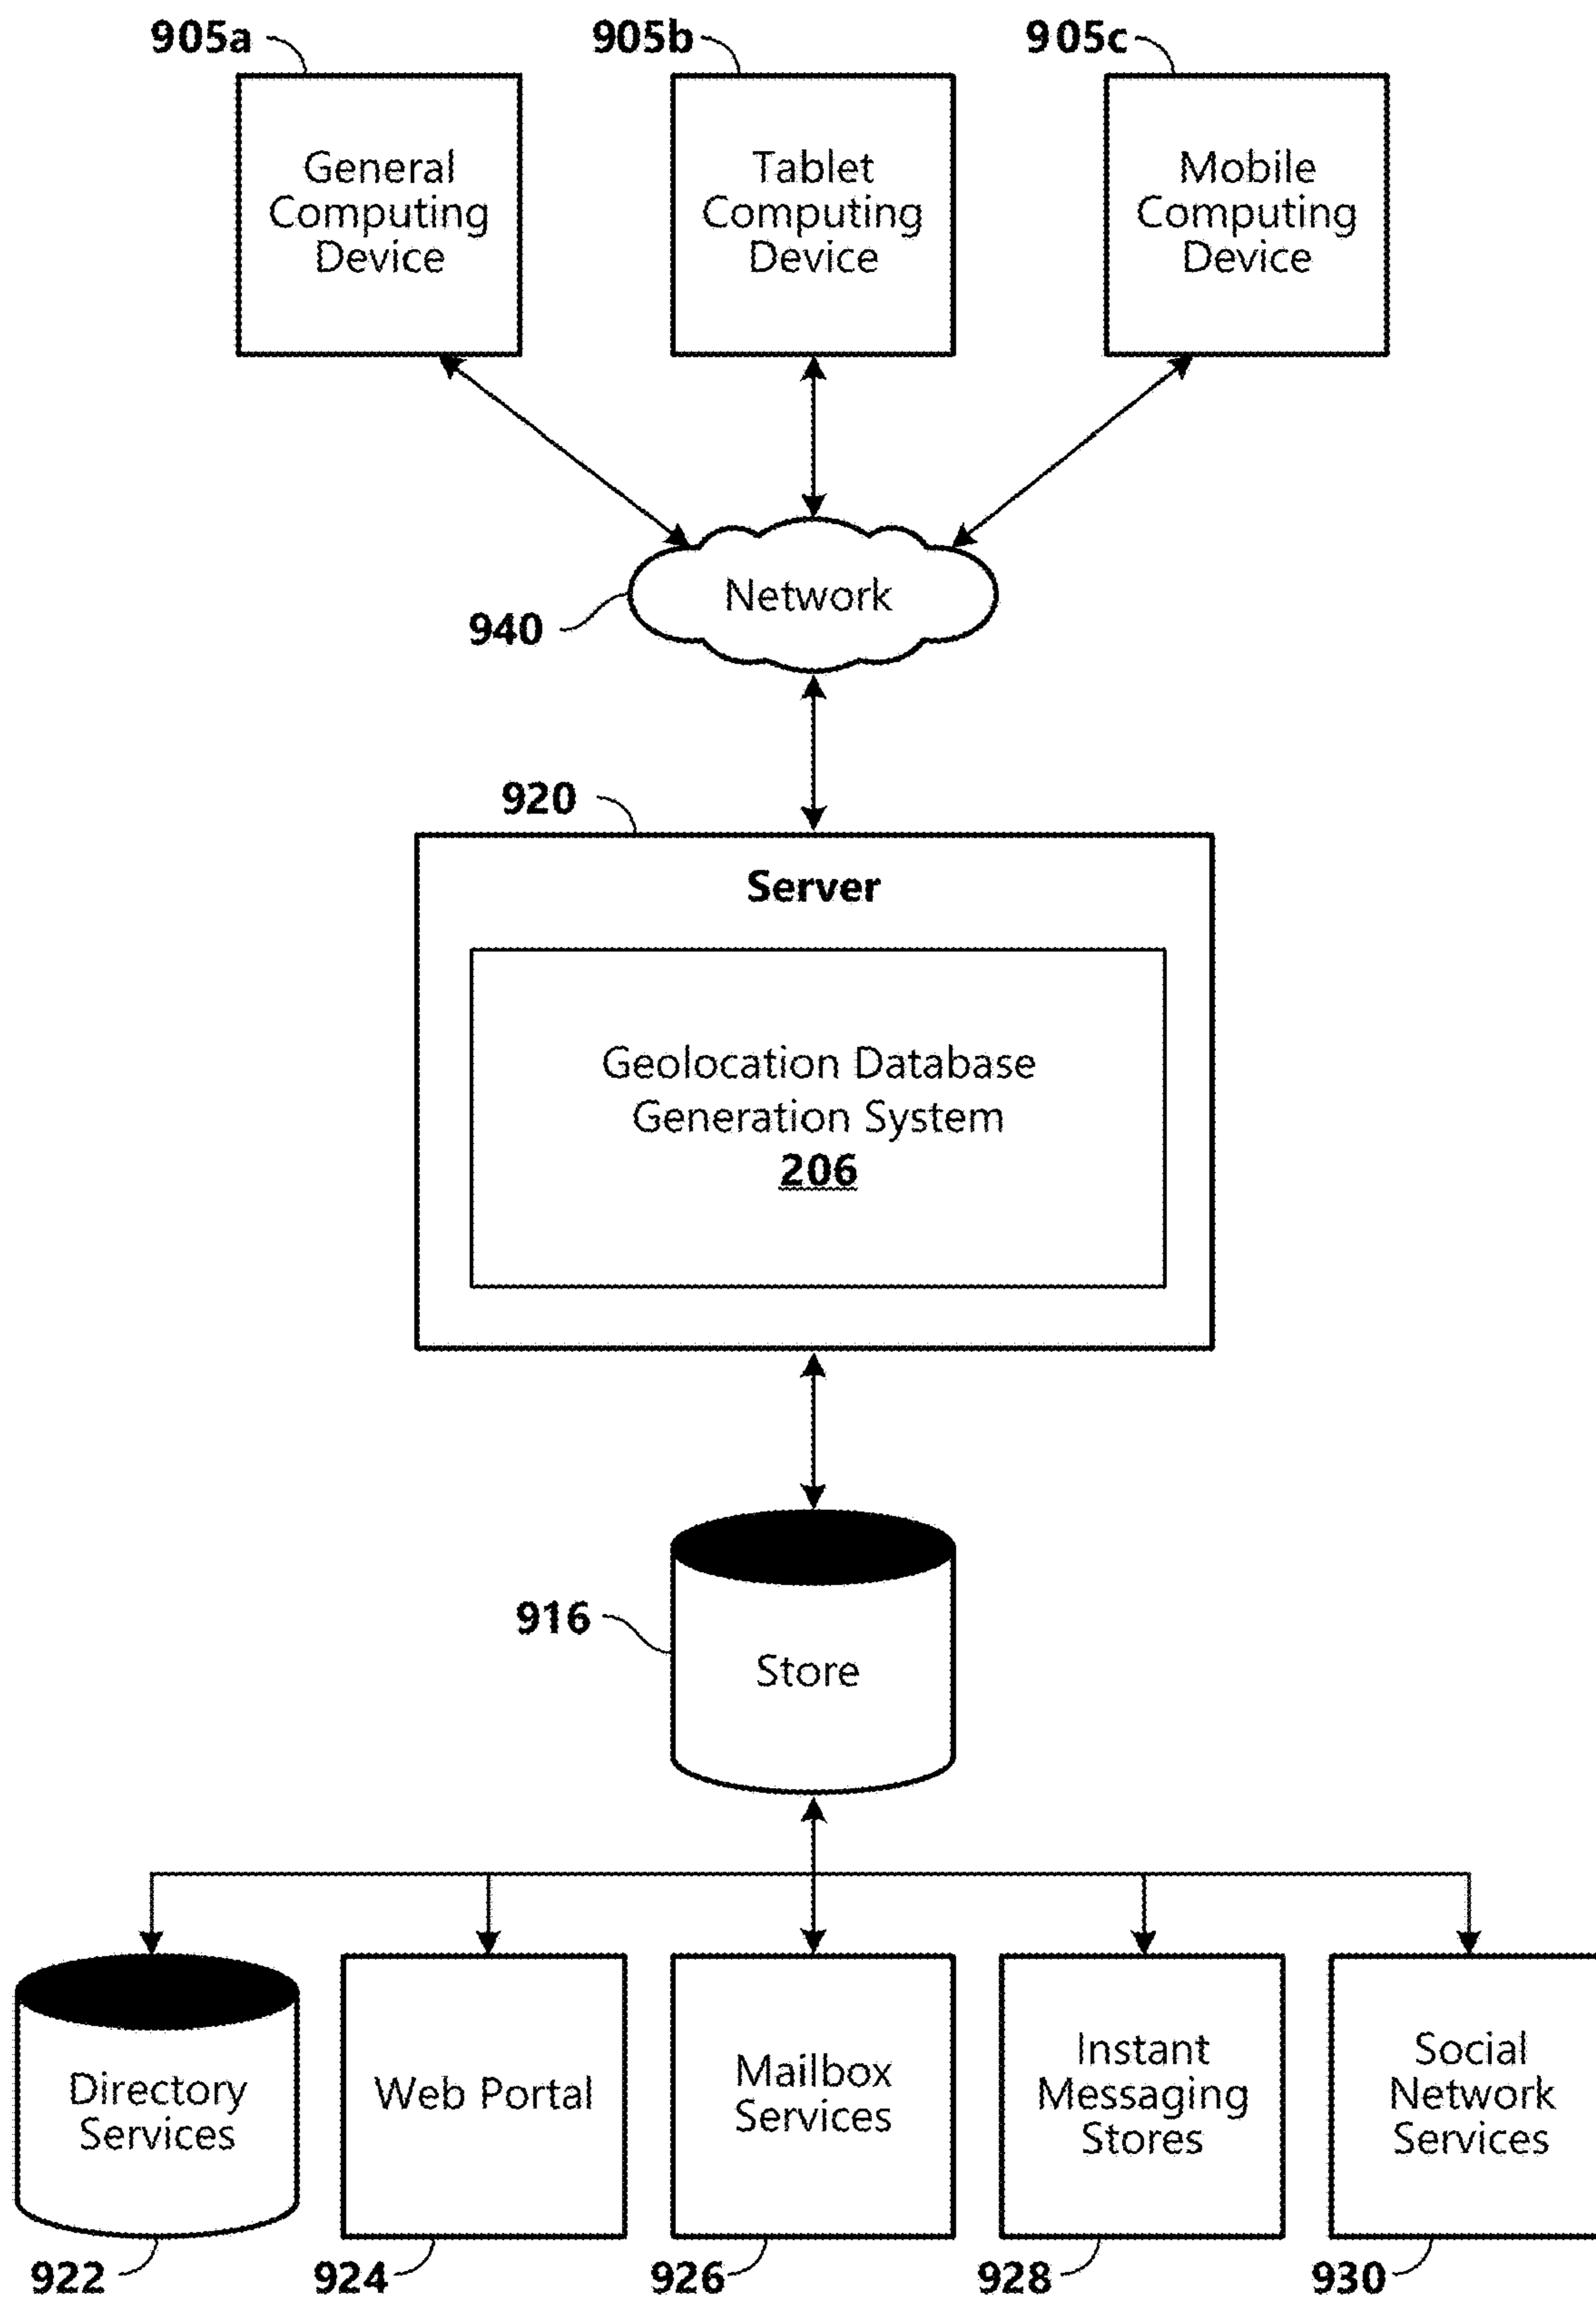 905a
905b
905c
General
Computing
Device
Tablet
Computing
Device
Mobile
Computing
Device
Network
940
920
Server
Geolocation Database
Generation System
206
916
Store
Directory
Services
Web Portal
Mailbox
Services
Instant
Messaging
Stores
Social
Network
Services
922
924
926
928
930